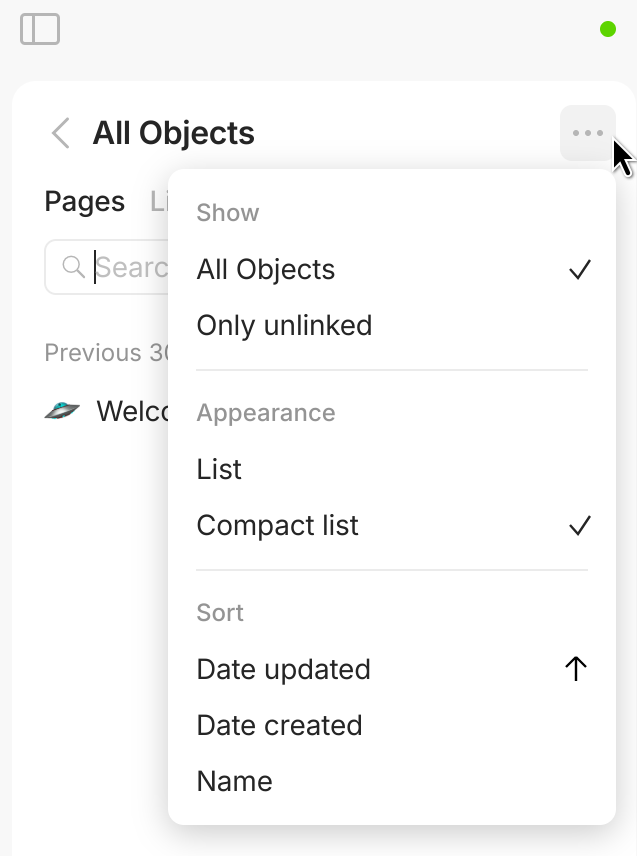 All Objects
Pages Li
Searc
Previous 30
Welco
Show
All Objects
Only unlinked
Appearance
List
Compact list
Sort
Date updated
Date created
Name